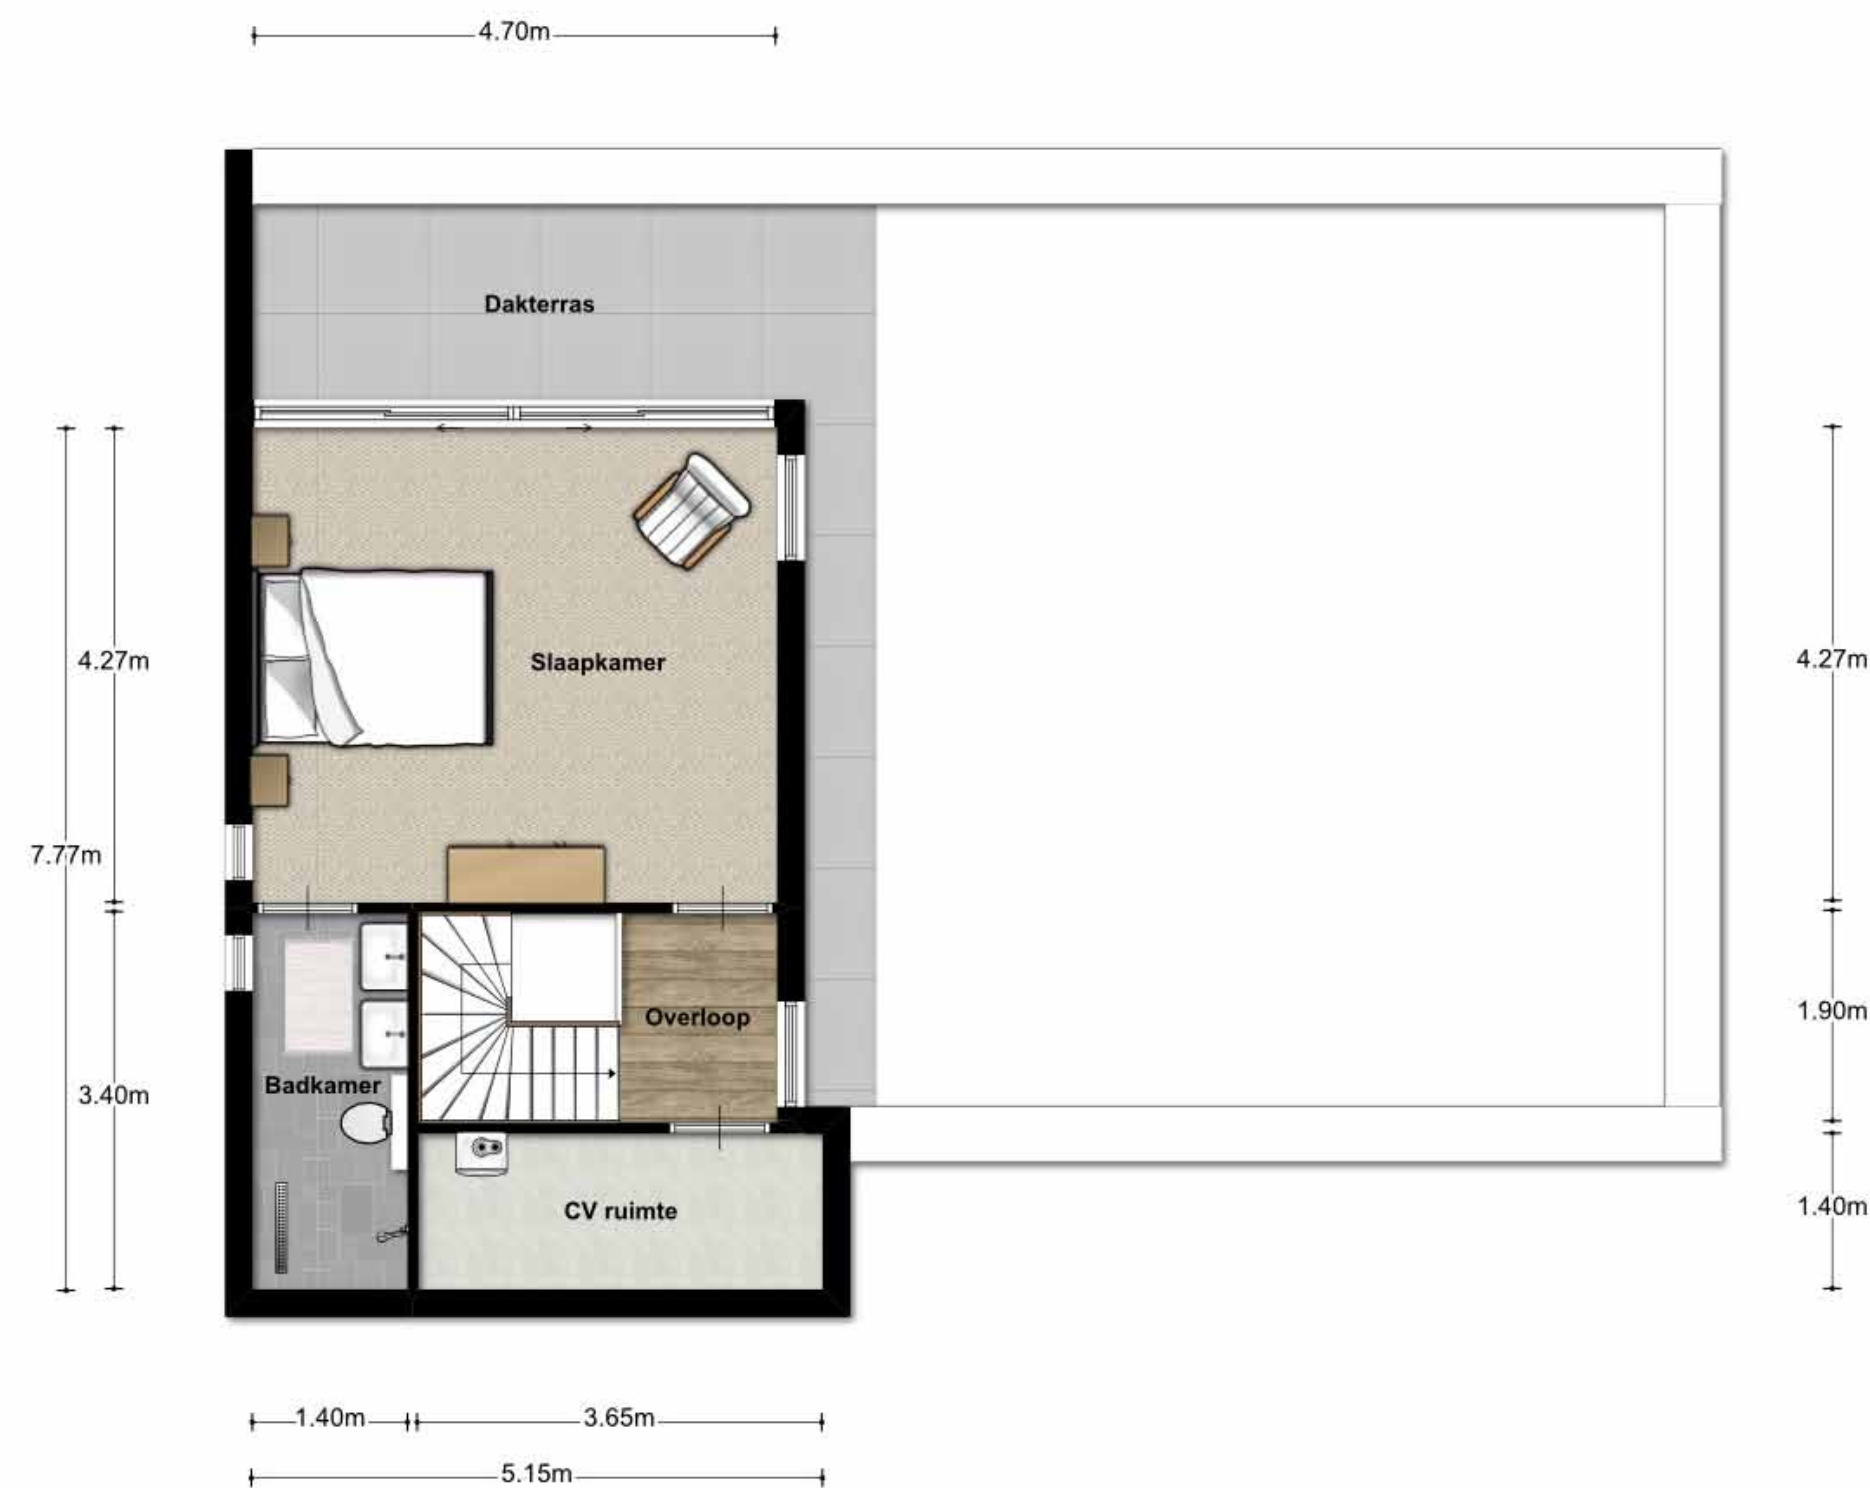 4.70m
Dakterras
4.27m
Slaapkamer
4.27m
7.77m
Overloop
1.90m
Badkamer
3.40m
CV ruimte
1.40m
1.40m
3.65m
5.15m